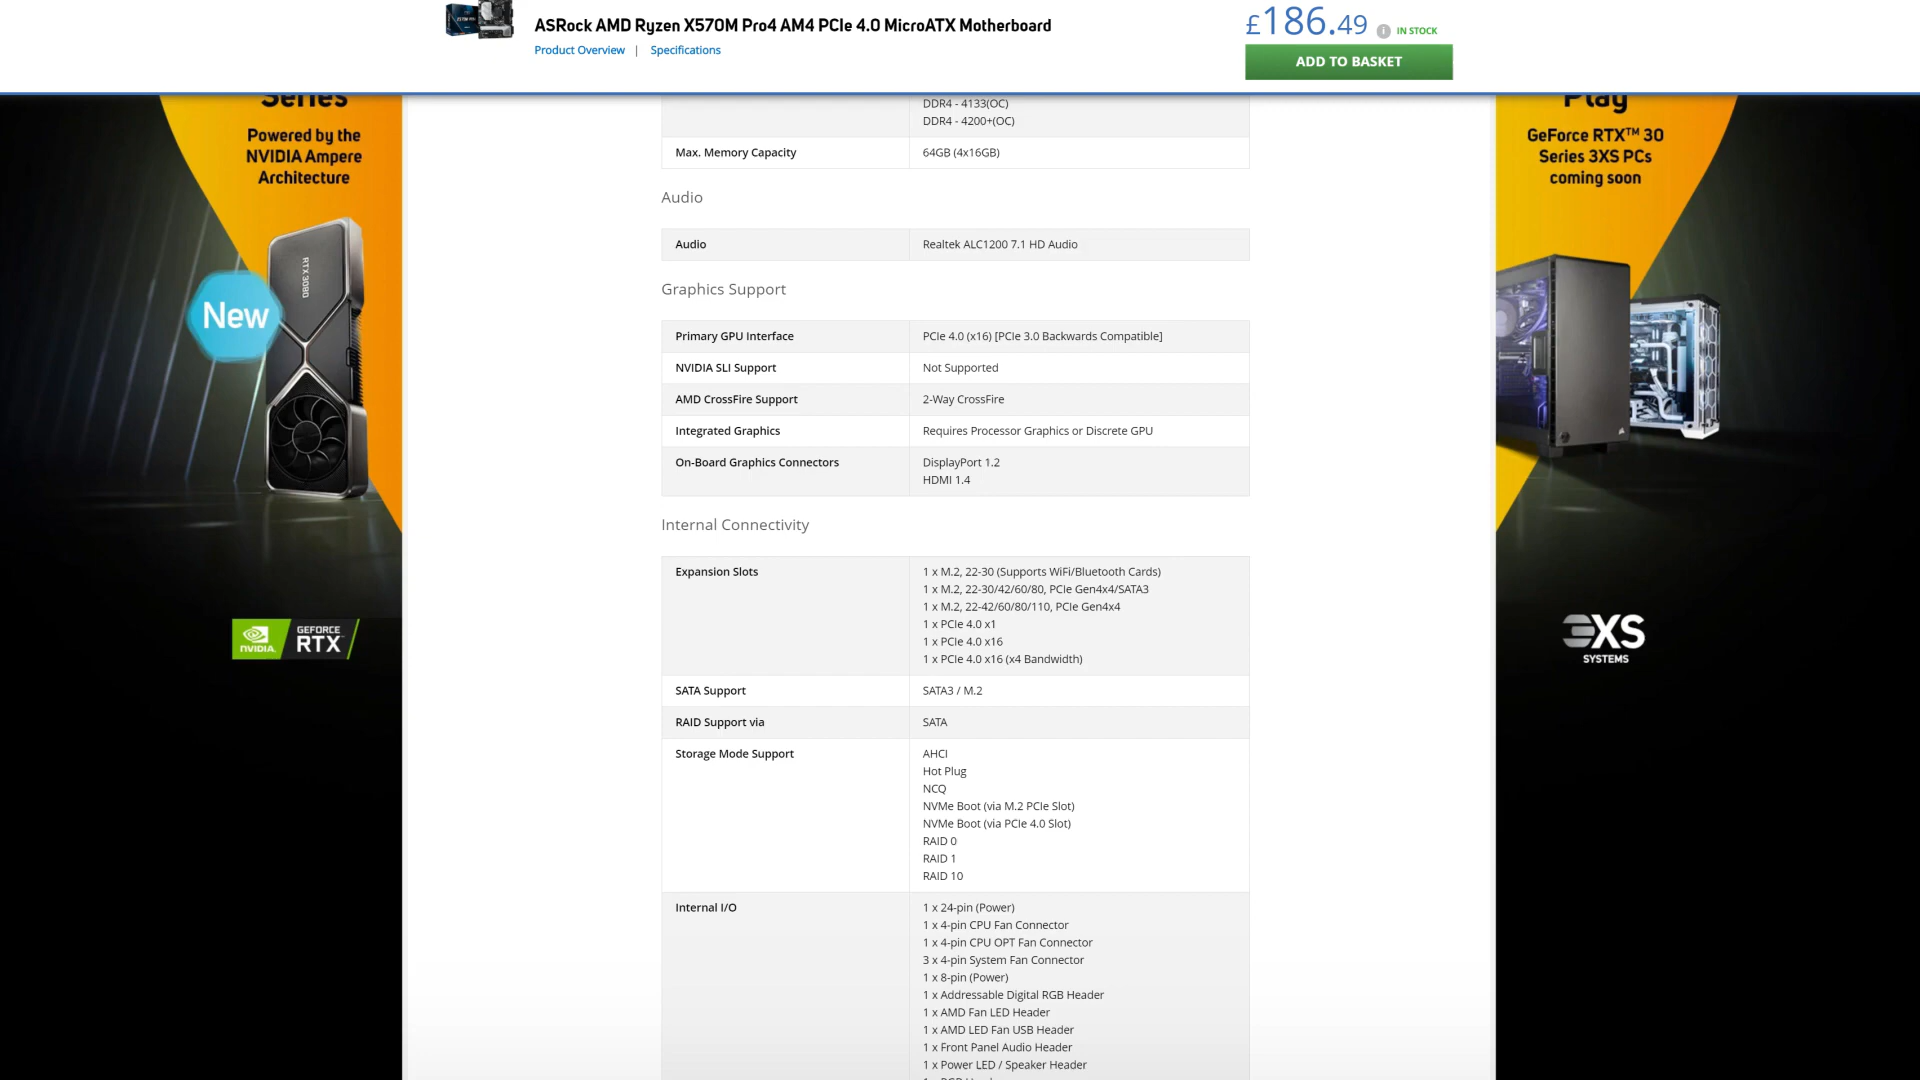 ASRock AMD Ryzen X570M Pro4 AM4 PCIe 4.0 MicroATX Motherboard
Product Overview | Specifications
£186.49 i IN STOCK
ADD TO BASKET
Series
Powered by the
NVIDIA Ampere
Architecture
RTX 3080
New
NVIDIA. GEFORCE RTX
DDR4 - 4133(OC)
DDR4 - 4200+(OC)
Max. Memory Capacity 64GB (4x16GB)
Audio
Audio Realtek ALC1200 7.1 HD Audio
Graphics Support
Primary GPU Interface PCIe 4.0 (x16) [PCIe 3.0 Backwards Compatible]
NVIDIA SLI Support Not Supported
AMD CrossFire Support 2-Way CrossFire
Integrated Graphics Requires Processor Graphics or Discrete GPU
On-Board Graphics Connectors DisplayPort 1.2
HDMI 1.4
Internal Connectivity
Expansion Slots 1 x M.2, 22-30 (Supports WiFi/Bluetooth Cards)
1 x M.2, 22-30/42/60/80, PCIe Gen4x4/SATA3
1 x M.2, 22-42/60/80/110, PCIe Gen4x4
1 x PCIe 4.0 x1
1 x PCIe 4.0 x16
1 x PCIe 4.0 x16 (x4 Bandwidth)
SATA Support SATA3 / M.2
RAID Support via SATA
Storage Mode Support AHCI
Hot Plug
NCQ
NVMe Boot (via M.2 PCIe Slot)
NVMe Boot (via PCIe 4.0 Slot)
RAID 0
RAID 1
RAID 10
Internal I/O 1 x 24-pin (Power)
1 x 4-pin CPU Fan Connector
1 x 4-pin CPU OPT Fan Connector
3 x 4-pin System Fan Connector
1 x 8-pin (Power)
1 x Addressable Digital RGB Header
1 x AMD Fan LED Header
1 x AMD LED Fan USB Header
1 x Front Panel Audio Header
1 x Power LED / Speaker Header
Play
GeForce RTX™ 30
Series 3XS PCs
coming soon
3XS
SYSTEMS